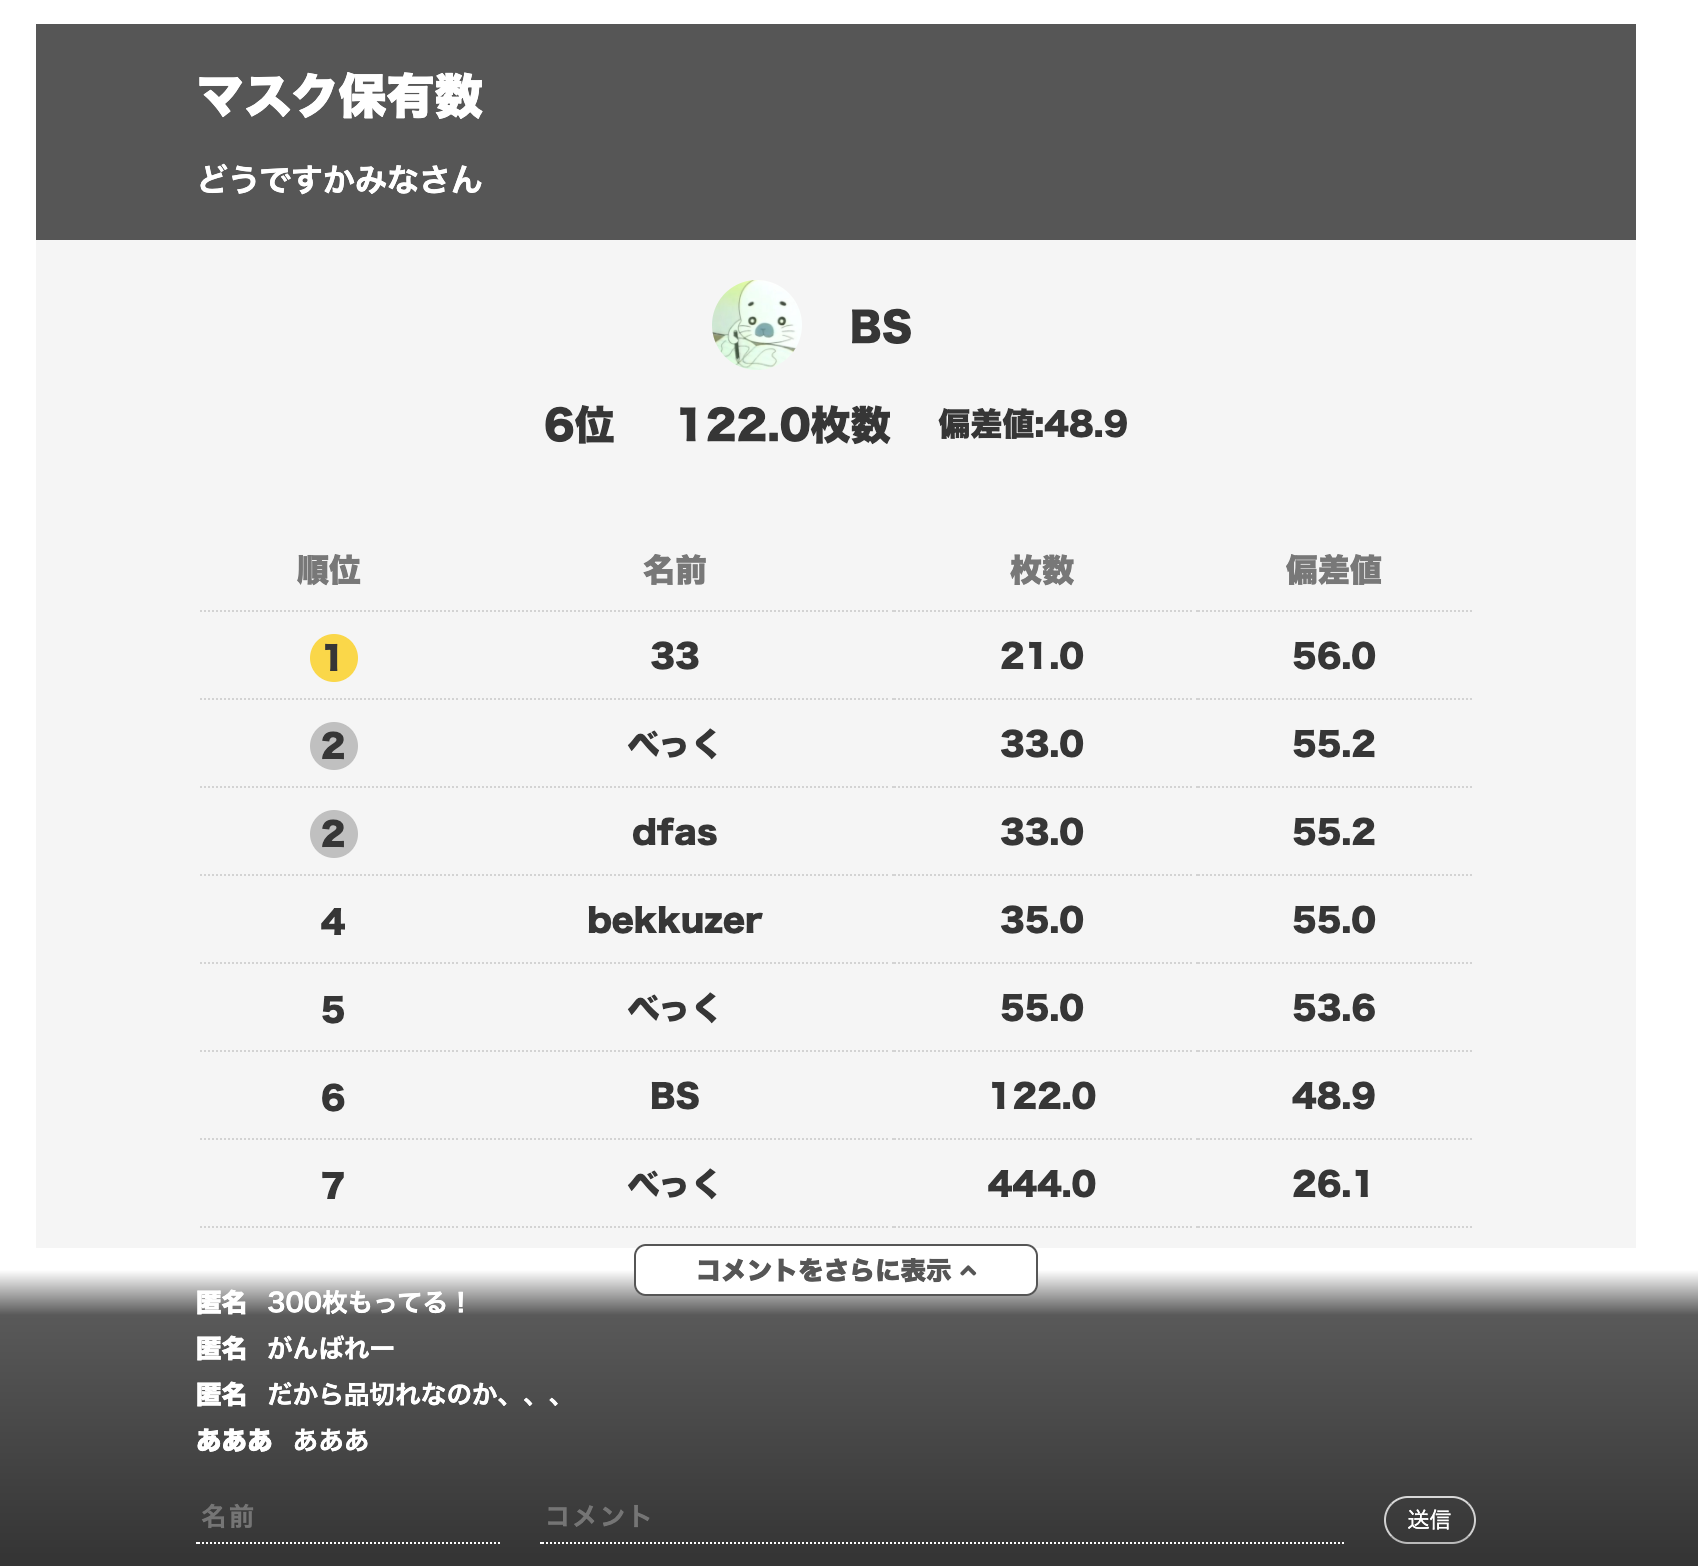 マスク保有数
どうですかみなさん
BS
6位 122.0枚数 偏差値:48.9
順位 名前 枚数 偏差値
1 33 21.0 56.0
2 べっく 33.0 55.2
2 dfas 33.0 55.2
4 bekkuzer 35.0 55.0
5 べっく 55.0 53.6
6 BS 122.0 48.9
7 べっく 444.0 26.1
コメントをさらに表示
匿名 300枚もってる！
匿名 がんばれー
匿名 だから品切れなのか、、、
あああ あああ
名前 コメント 送信